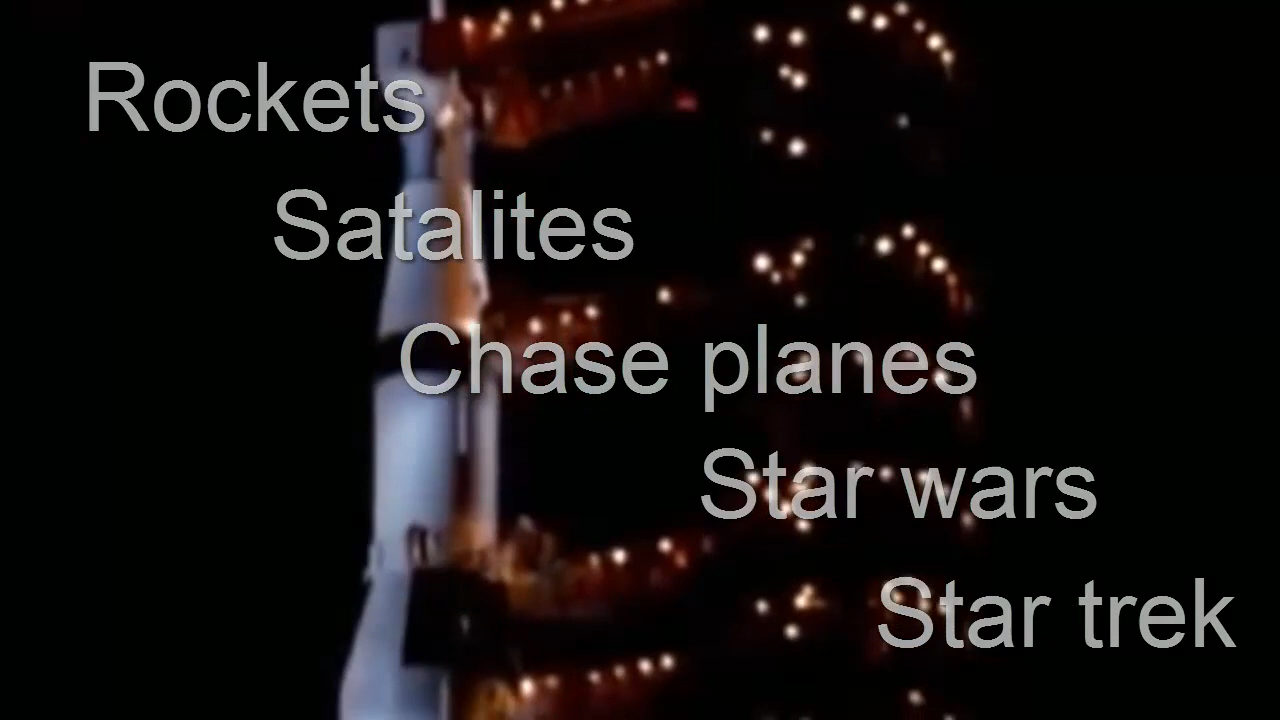 Rockets
Satalites
Chase planes
Star wars
Star trek